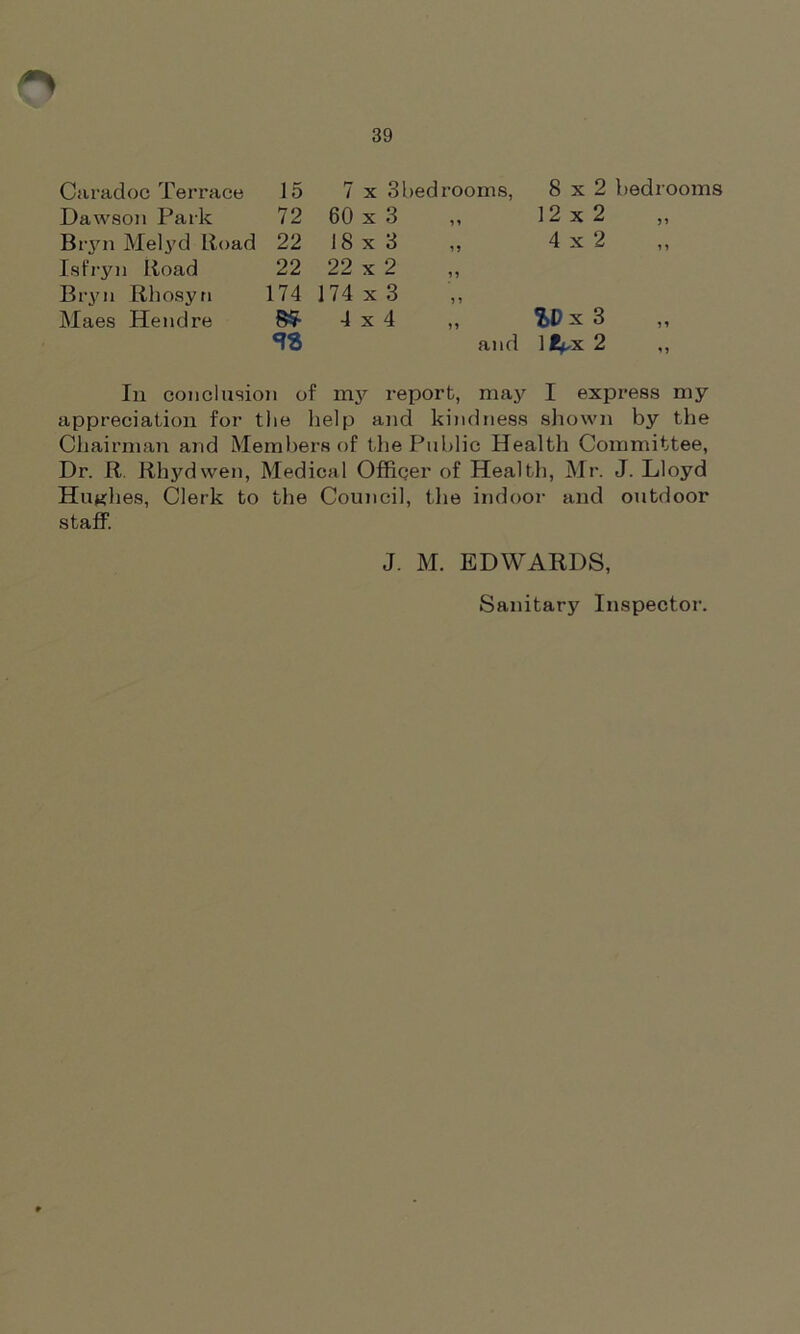 39
Caradoc Terrace 15 7 x 3 bedrooms, 8 x 2 bedrooms
Dawson Park 72 60 x 3 ,, 12 x 2 ,,
Bryn Melyd Road 22 18 x 3 ,, 4 x 2 ,,
Isfryn Road 22 22 x 2 ,,
Bryn Rhosyn 174 174 x 3 ,,
Maes Hendre 4 x 4 ,, x 3 ,,
98 and 14 x 2 ,,
In conclusion of my report, may I express my
appreciation for the help and kindness shown by the
Chairman and Members of the Public Health Committee,
Dr. R. Rhydwen, Medical Officer of Health, Mr. J. Lloyd
Hughes, Clerk to the Council, the indoor and outdoor
staff.
J. M. EDWARDS,
Sanitary Inspector.